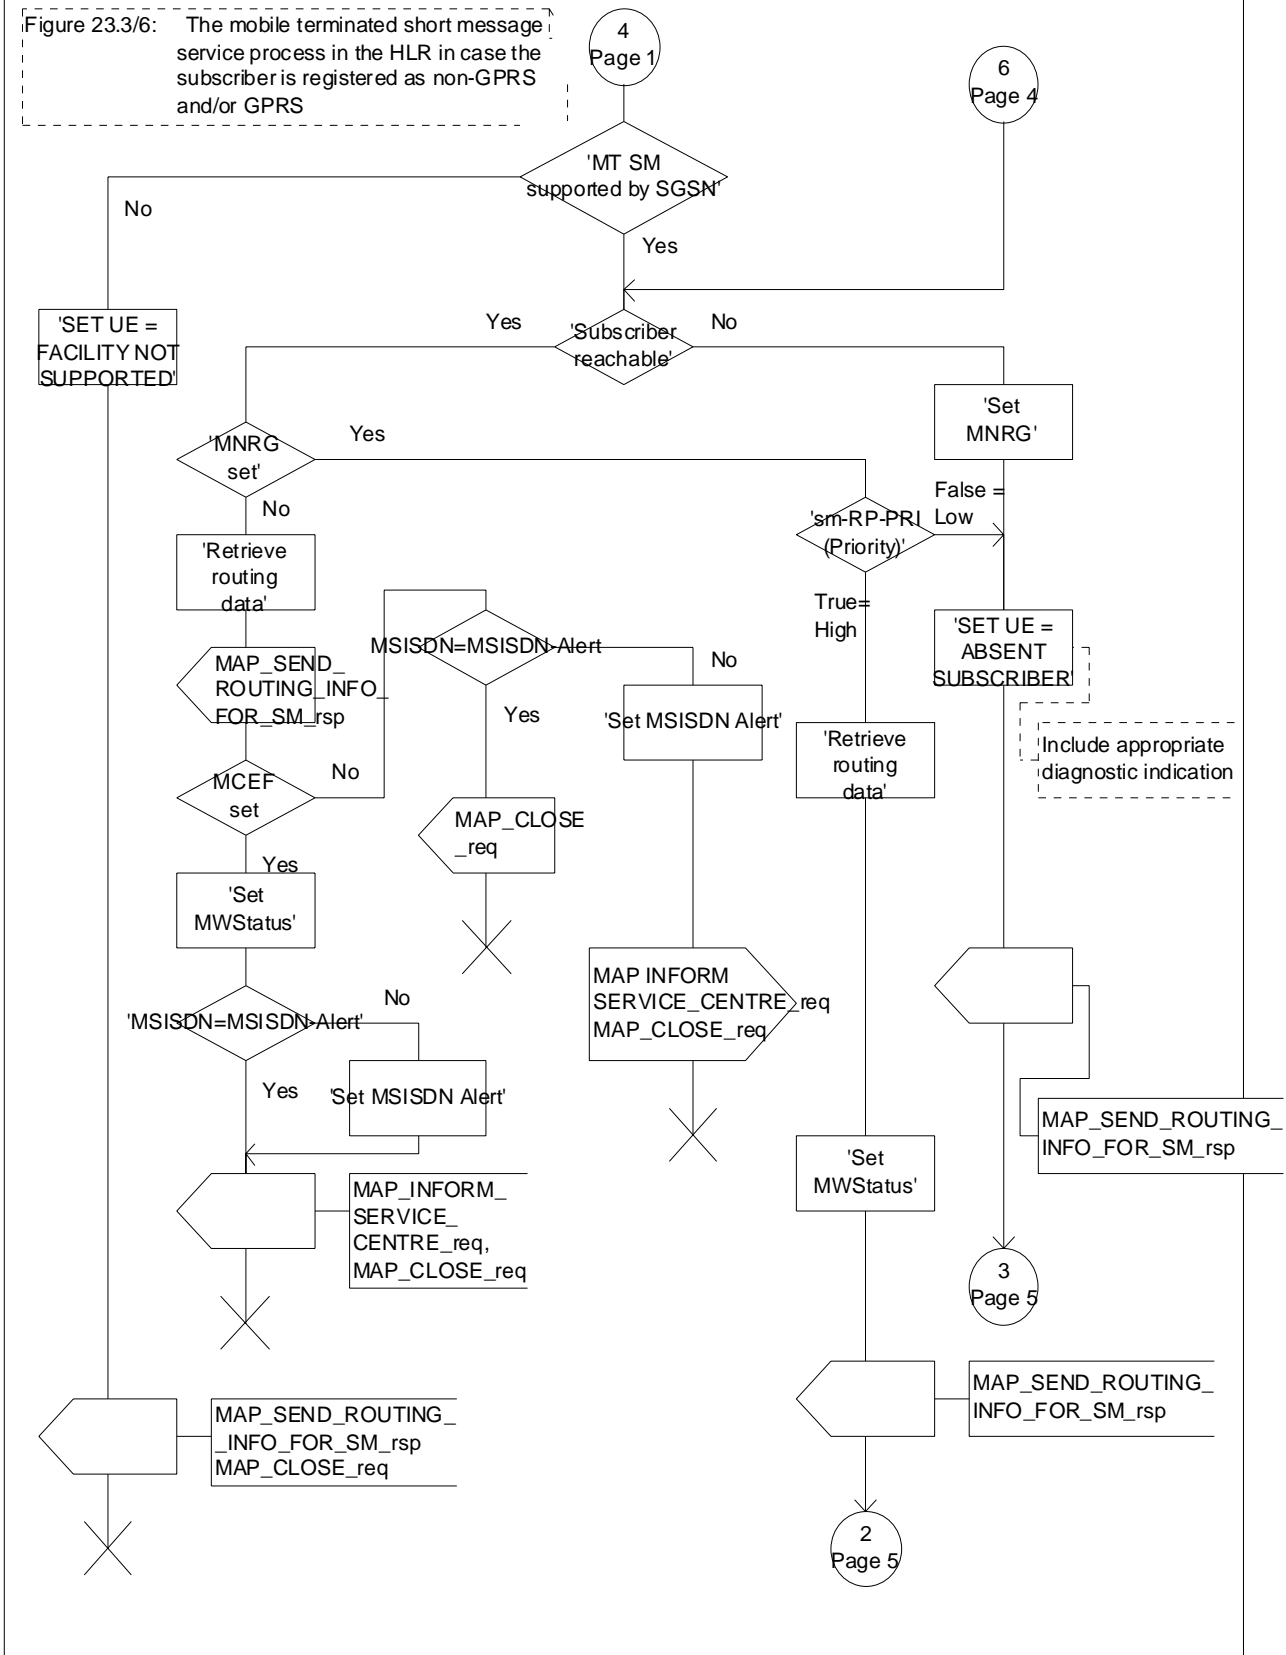 Figure 23.3/6: The mobile terminated short message
service process in the HLR in case the
subscriber is registered as non-GPRS
and/or GPRS
4
Page 1
6
Page 4
'MT SM
supported by SGSN'
No
Yes
'SET UE =
FACILITY NOT
SUPPORTED'
Yes
'Subscriber
reachable'
No
'Set
MNRG'
'MNRG
set'
Yes
No
False =
Low
'sm-RP-PRI
(Priority)'
True=
High
'Retrieve
routing
data'
MSISDN=MSISDN-Alert
No
Yes
'SET UE =
ABSENT
SUBSCRIBER'
MAP_SEND_
ROUTING_INFO_
FOR_SM_rsp
'Set MSISDN Alert'
'Retrieve
routing
data'
Include appropriate
diagnostic indication
MCEF
set
No
Yes
MAP_CLOSE
_req
'Set
MWStatus'
MAP INFORM
SERVICE_CENTRE_req
MAP_CLOSE_req
'MSISDN=MSISDN-Alert'
No
Yes
'Set MSISDN Alert'
MAP_SEND_ROUTING_
INFO_FOR_SM_rsp
'Set
MWStatus'
MAP_INFORM_
SERVICE_
CENTRE_req,
MAP_CLOSE_req
3
Page 5
MAP_SEND_ROUTING_
INFO_FOR_SM_rsp
MAP_SEND_ROUTING_
_INFO_FOR_SM_rsp
MAP_CLOSE_req
2
Page 5